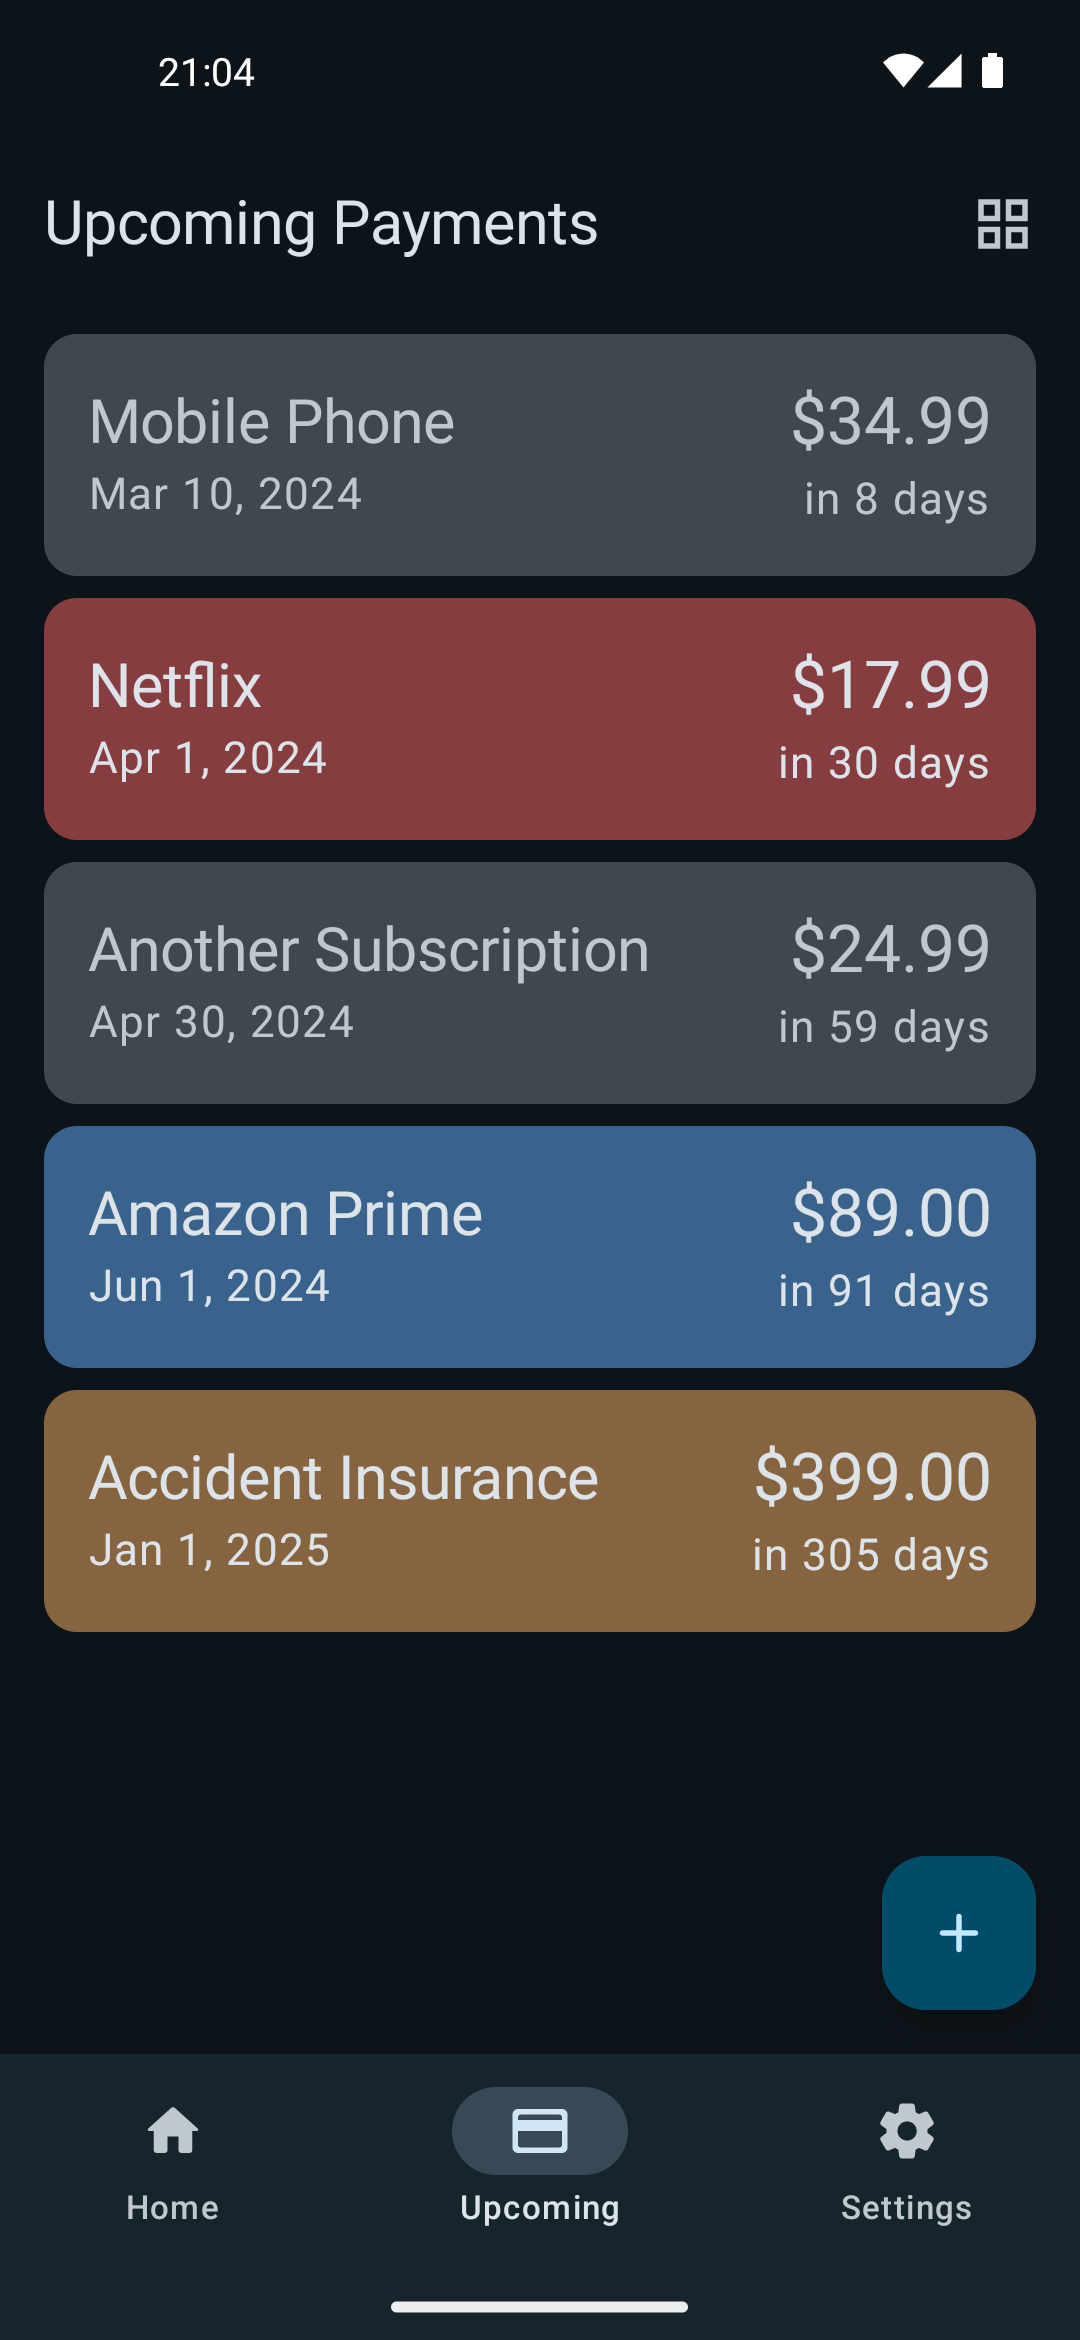 21:04
Upcoming Payments
Mobile Phone
$34.99
Mar 10, 2024
in 8 days
Netflix
$17.99
Apr 1, 2024
in 30 days
Another Subscription
$24.99
Apr 30, 2024
in 59 days
Amazon Prime
$89.00
Jun 1, 2024
in 91 days
Accident Insurance
$399.00
Jan 1, 2025
in 305 days
Home
Upcoming
Settings